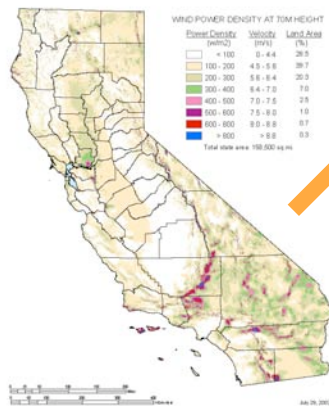 WIND POWER DENSITY AT 70M HEIGHT
Power Density Velocity Land Area
(w/m2) (m/s) (%)
< 100 0 - 4.4 28.5
100 - 200 4.5 - 5.6 39.7
200 - 300 5.6 - 6.4 20.3
300 - 400 6.4 - 7.0 7.0
400 - 500 7.0 - 7.5 2.5
500 - 600 7.5 - 8.0 1.0
600 - 800 8.0 - 8.8 0.7
> 800 > 8.8 0.3
Total state area: 158,500 sq mi